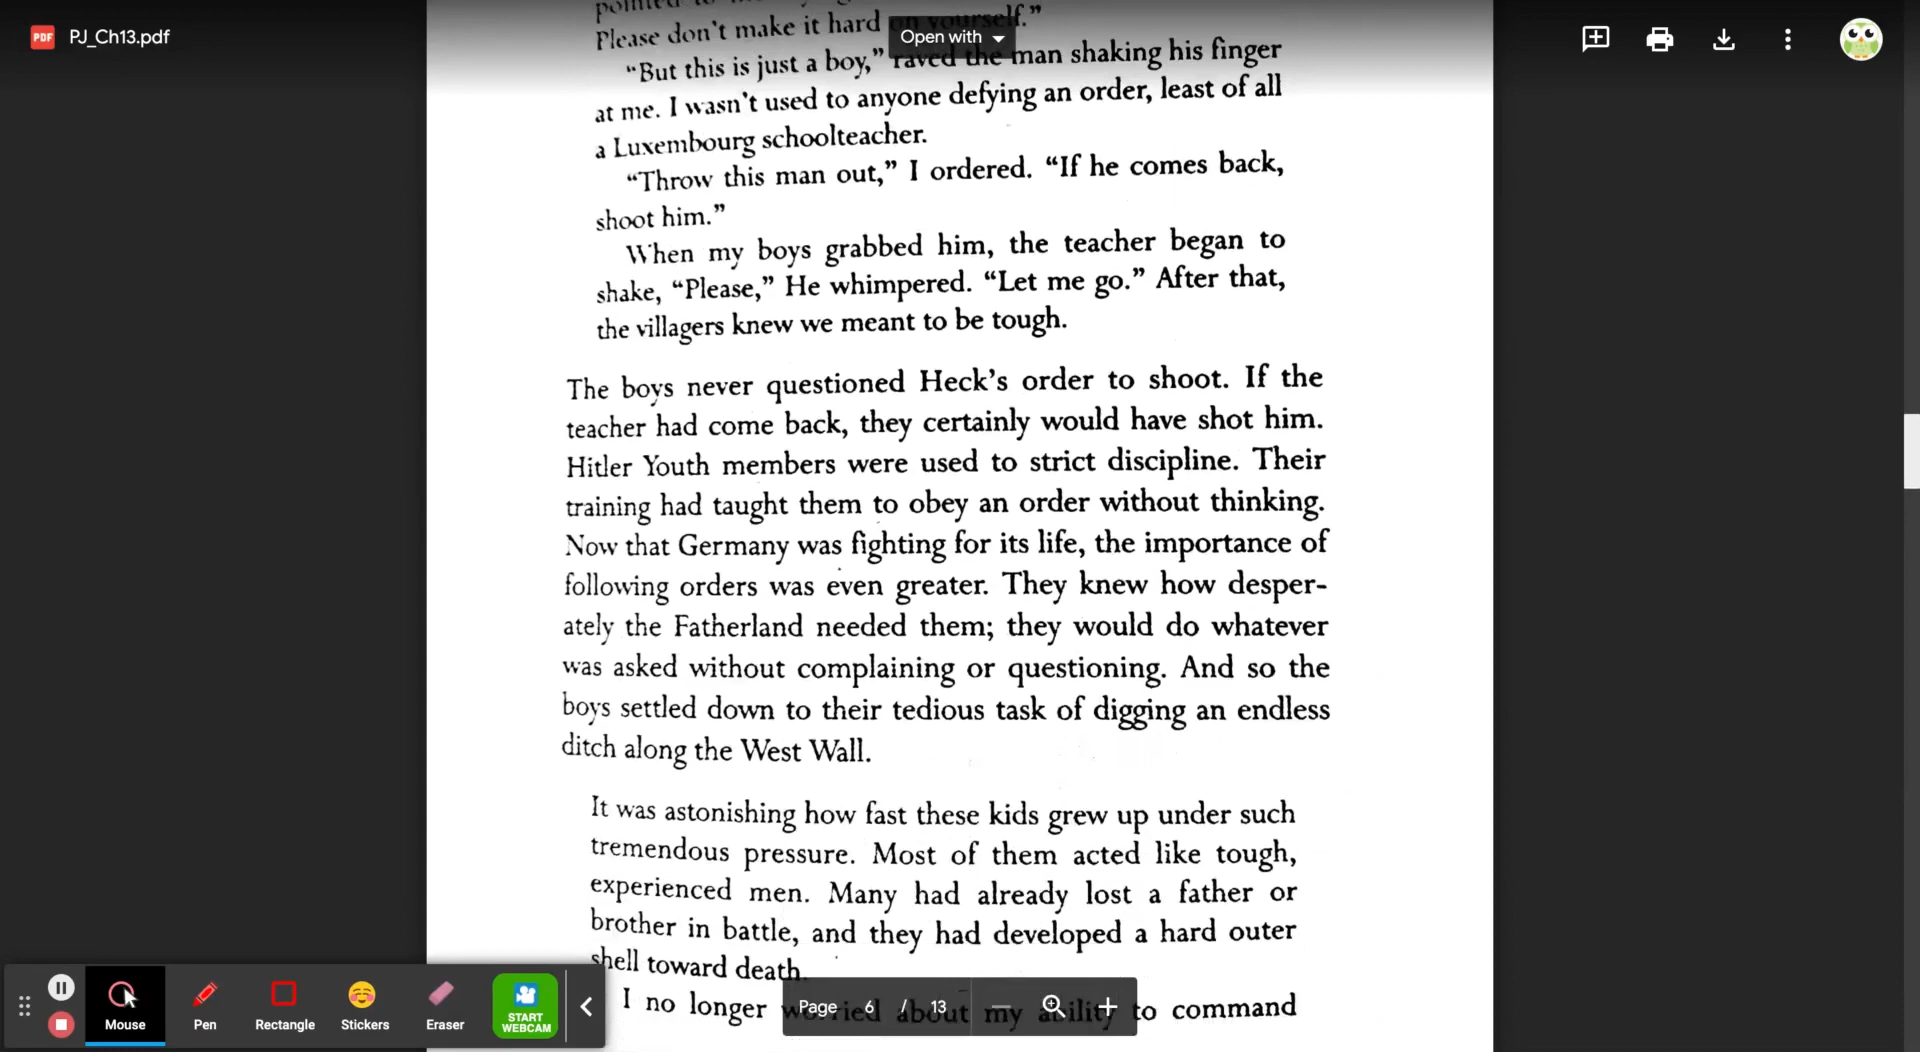 PDF PJ_Ch13.pdf
Open with
Please don't make it hard on yourself."
"But this is just a boy," raved the man shaking his finger
at me. I wasn't used to anyone defying an order, least of all
a Luxembourg schoolteacher.
"Throw this man out," I ordered. "If he comes back,
shoot him."
When my boys grabbed him, the teacher began to
shake, "Please," He whimpered. "Let me go." After that,
the villagers knew we meant to be tough.
The boys never questioned Heck's order to shoot. If the
teacher had come back, they certainly would have shot him.
Hitler Youth members were used to strict discipline. Their
training had taught them to obey an order without thinking.
Now that Germany was fighting for its life, the importance of
following orders was even greater. They knew how desper-
ately the Fatherland needed them; they would do whatever
was asked without complaining or questioning. And so the
boys settled down to their tedious task of digging an endless
ditch along the West Wall.
It was astonishing how fast these kids grew up under such
tremendous pressure. Most of them acted like tough,
experienced men. Many had already lost a father or
brother in battle, and they had developed a hard outer
shell toward death.
I no longer worried about my ability to command
Page 6 / 13
Mouse
Pen
Rectangle
Stickers
Eraser
START
WEBCAM